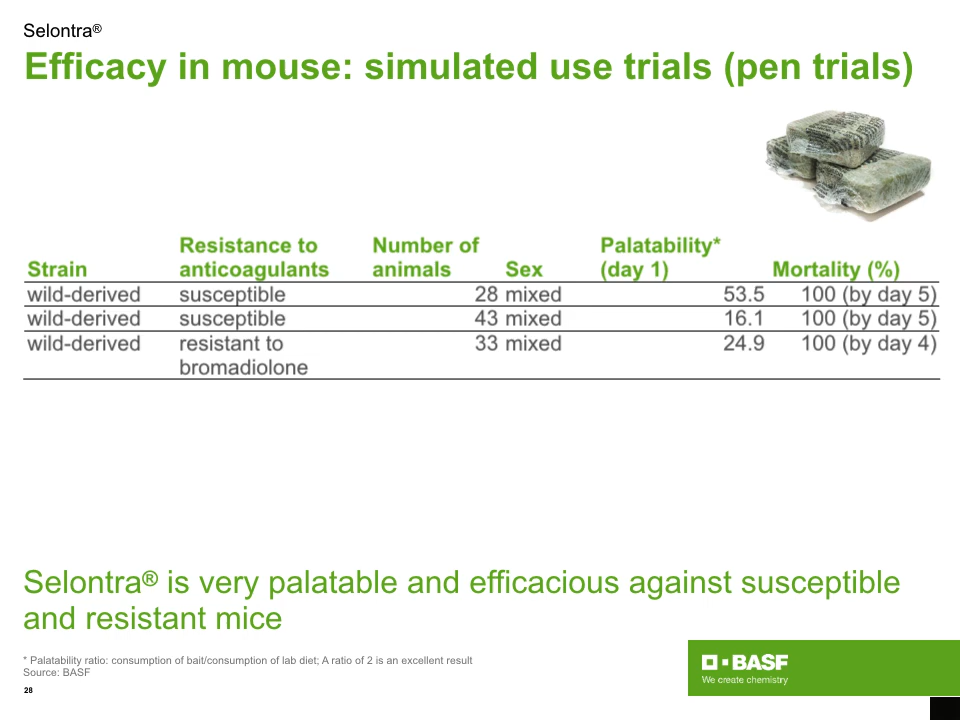 Selontra®
Efficacy in mouse: simulated use trials (pen trials)
Resistance to Number of Palatability*
Strain anticoagulants animals Sex (day 1) Mortality (%)
wild-derived susceptible 28 mixed 53.5 100 (by day 5)
wild-derived susceptible 43 mixed 16.1 100 (by day 5)
wild-derived resistant to 33 mixed 24.9 100 (by day 4)
bromadiolone
Selontra® is very palatable and efficacious against susceptible
and resistant mice
* Palatability ratio: consumption of bait/consumption of lab diet; A ratio of 2 is an excellent result
Source: BASF
28
BASF
We create chemistry